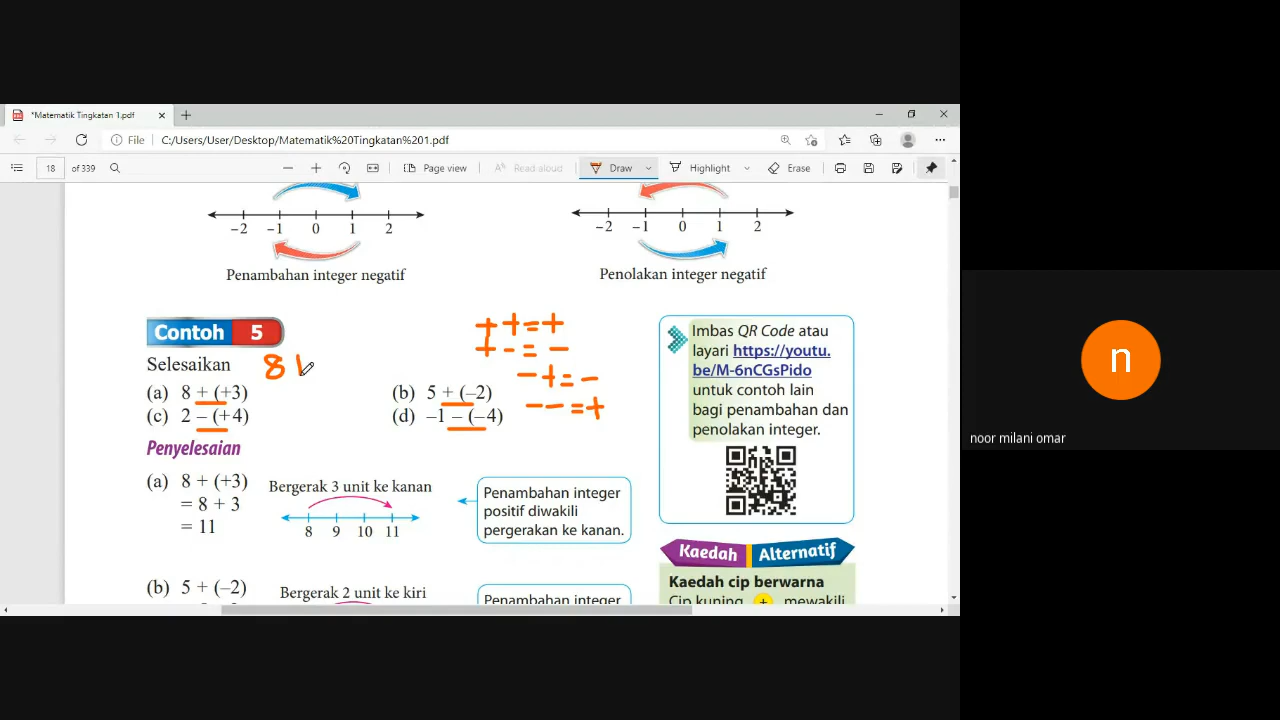 *Matematik Tingkatan 1.pdf
File
C:/Users/User/Desktop/Matematik%20Tingkatan%201.pdf
18 of 339
Page view
Read aloud
Draw
Highlight
Erase
–2 –1 0 1 2
–2 –1 0 1 2
Penambahan integer negatif
Penolakan integer negatif
Contoh 5
Selesaikan
8
(a) 8 + (+3)
(b) 5 + (–2)
(c) 2 – (+4)
(d) –1 – (–4)
+ + = +
+ - = -
- + = -
- - = +
Penyelesaian
(a) 8 + (+3)
= 8 + 3
= 11
Bergerak 3 unit ke kanan
8 9 10 11
Penambahan integer
positif diwakili
pergerakan ke kanan.
(b) 5 + (–2)
Bergerak 2 unit ke kiri
Penambahan integer
Imbas QR Code atau
layari https://youtu.
be/M-6nCGsPido
untuk contoh lain
bagi penambahan dan
penolakan integer.
Kaedah Alternatif
Kaedah cip berwarna
Cip kuning + mewakili
n
noor milani omar